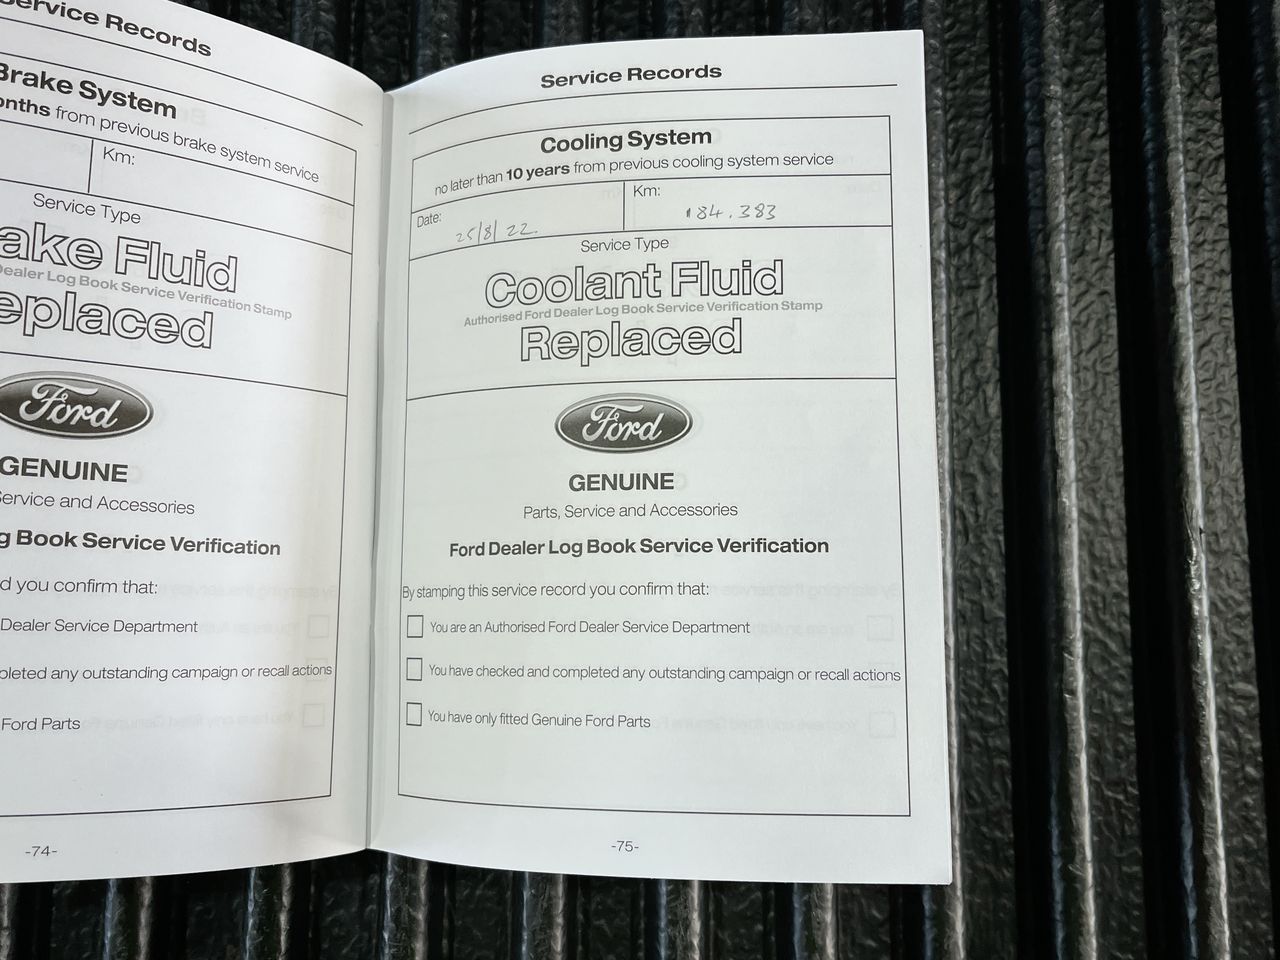 Service Records
Brake System
onths from previous brake system service
Km:
Service Type
ake Fluid
Dealer Log Book Service Verification Stamp
eplaced
Ford
GENUINE
Service and Accessories
g Book Service Verification
d you confirm that:
Dealer Service Department
pleted any outstanding campaign or recall actions
Ford Parts
-74-
Service Records
Cooling System
no later than 10 years from previous cooling system service
Date: 25/8/22.
Km: 184.383
Service Type
Coolant Fluid
Authorised Ford Dealer Log Book Service Verification Stamp
Replaced
Ford
GENUINE
Parts, Service and Accessories
Ford Dealer Log Book Service Verification
By stamping this service record you confirm that:
You are an Authorised Ford Dealer Service Department
You have checked and completed any outstanding campaign or recall actions
You have only fitted Genuine Ford Parts
-75-